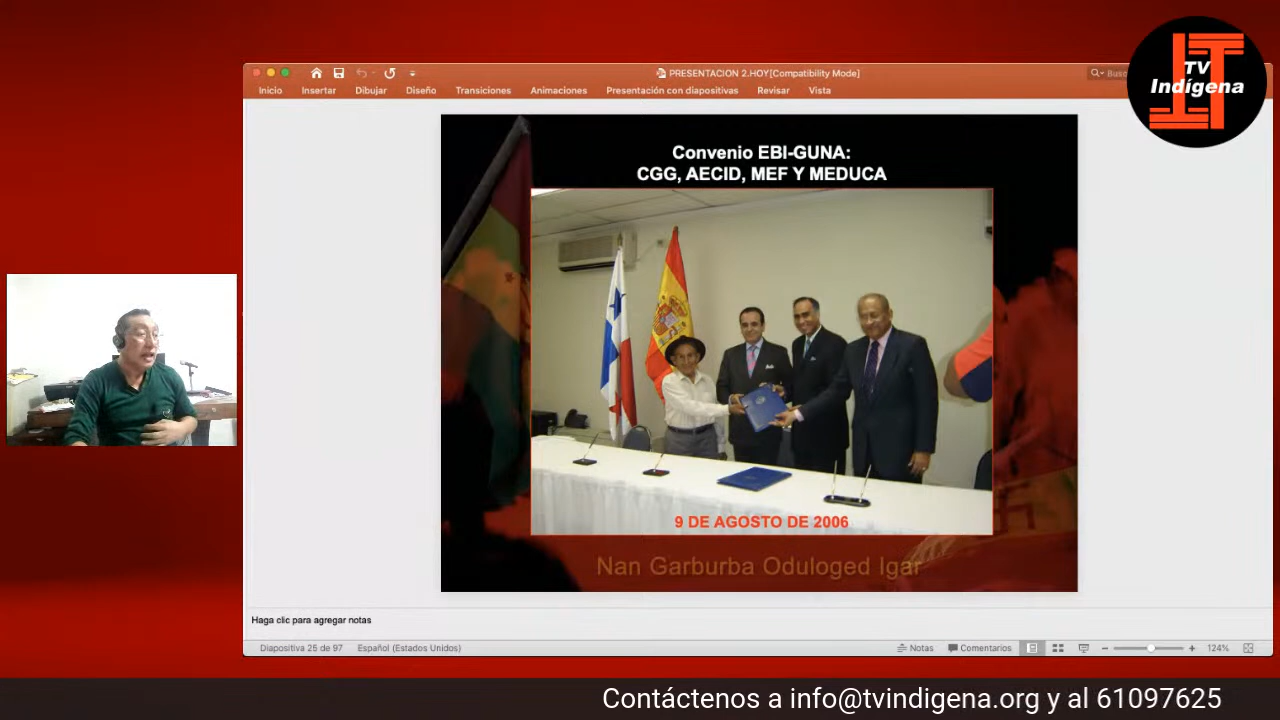 PRESENTACION 2.HOY[Compatibility Mode]
Inicio
Insertar
Dibujar
Diseño
Transiciones
Animaciones
Presentación con diapositivas
Revisar
Vista
TV
Indígena
Convenio EBI-GUNA:
CGG, AECID, MEF Y MEDUCA
9 DE AGOSTO DE 2006
Nan Garburba Oduloged Igar
Haga clic para agregar notas
Diapositiva 25 de 97
Español (Estados Unidos)
Notas
Comentarios
124%
Contáctenos a info@tvindigena.org y al 61097625